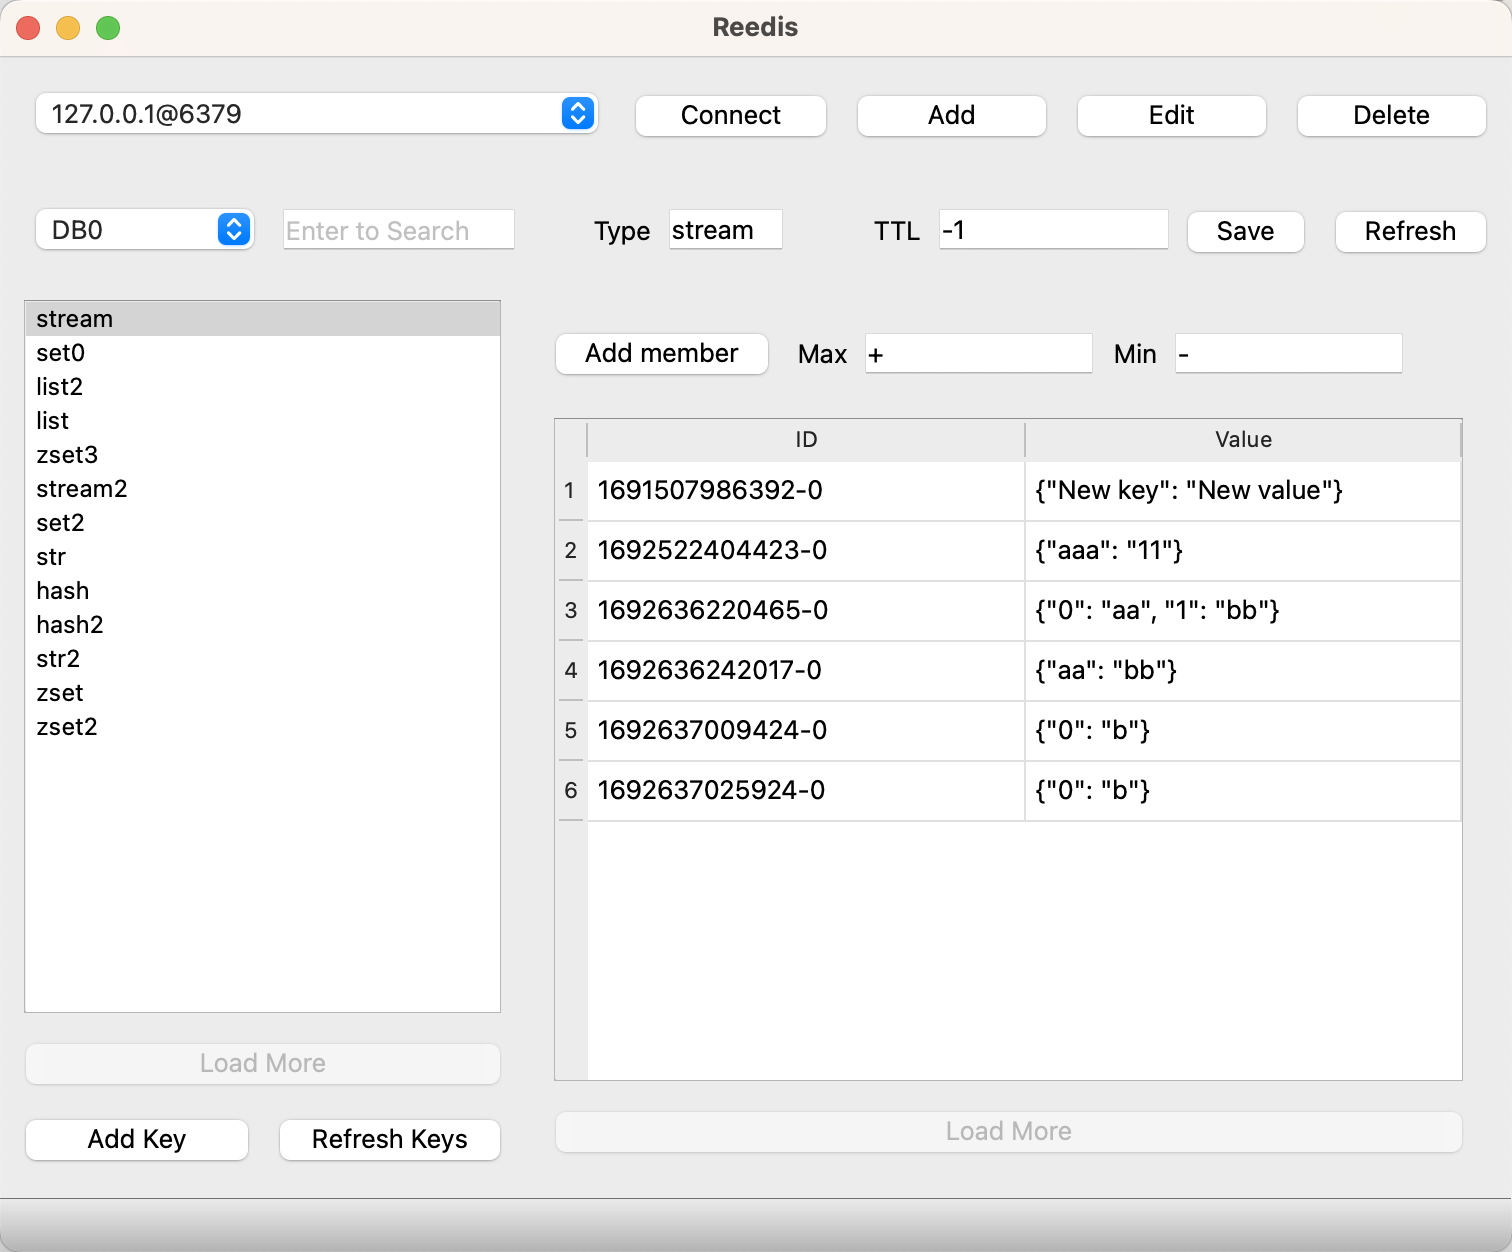 Reedis
127.0.0.1@6379 Connect Add Edit Delete
DB0 Enter to Search Type stream TTL -1 Save Refresh
stream
set0
list2
list
zset3
stream2
set2
str
hash
hash2
str2
zset
zset2
Load More
Add Key Refresh Keys
Add member Max + Min -
ID Value
1 1691507986392-0 {"New key": "New value"}
2 1692522404423-0 {"aaa": "11"}
3 1692636220465-0 {"0": "aa", "1": "bb"}
4 1692636242017-0 {"aa": "bb"}
5 1692637009424-0 {"0": "b"}
6 1692637025924-0 {"0": "b"}
Load More